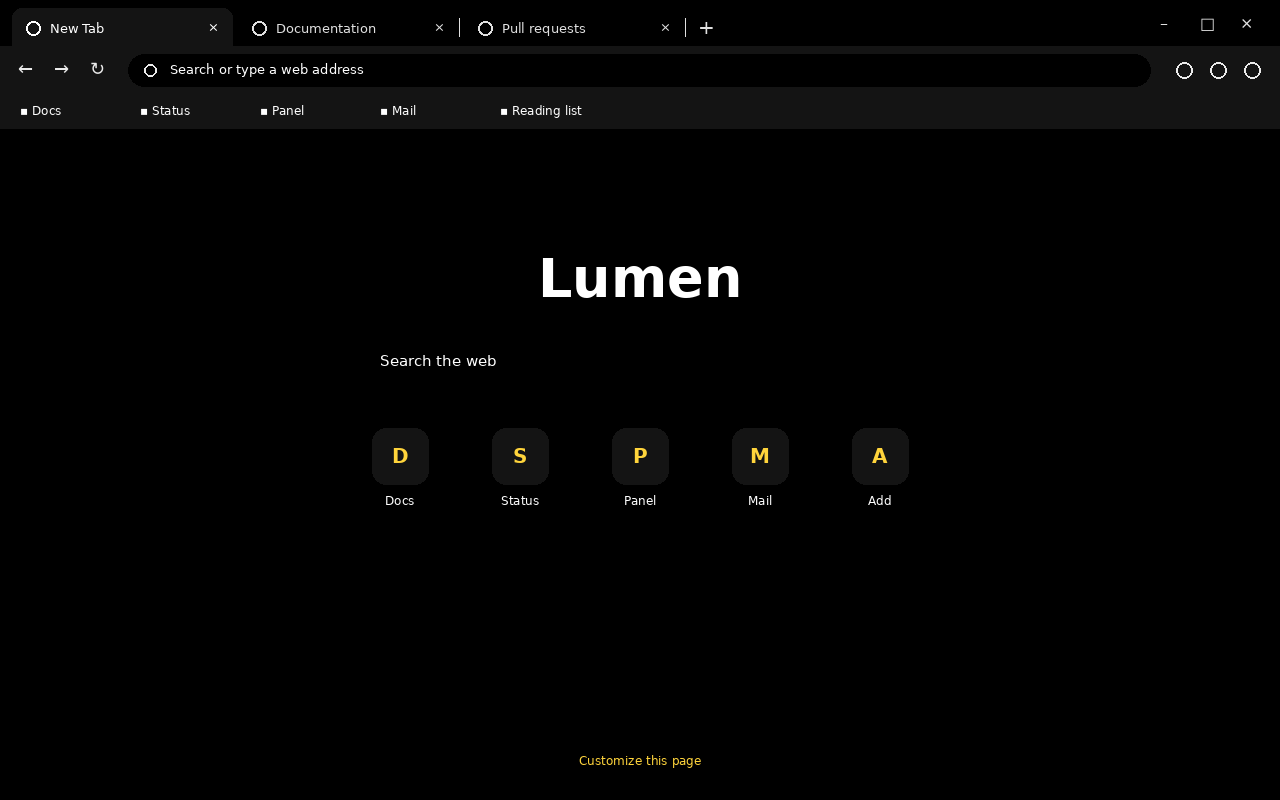 New Tab × Documentation × Pull requests × + – □ ×
← → ↻ Search or type a web address
▪ Docs ▪ Status ▪ Panel ▪ Mail ▪ Reading list
Lumen
Search the web
D S P M A
Docs Status Panel Mail Add
Customize this page